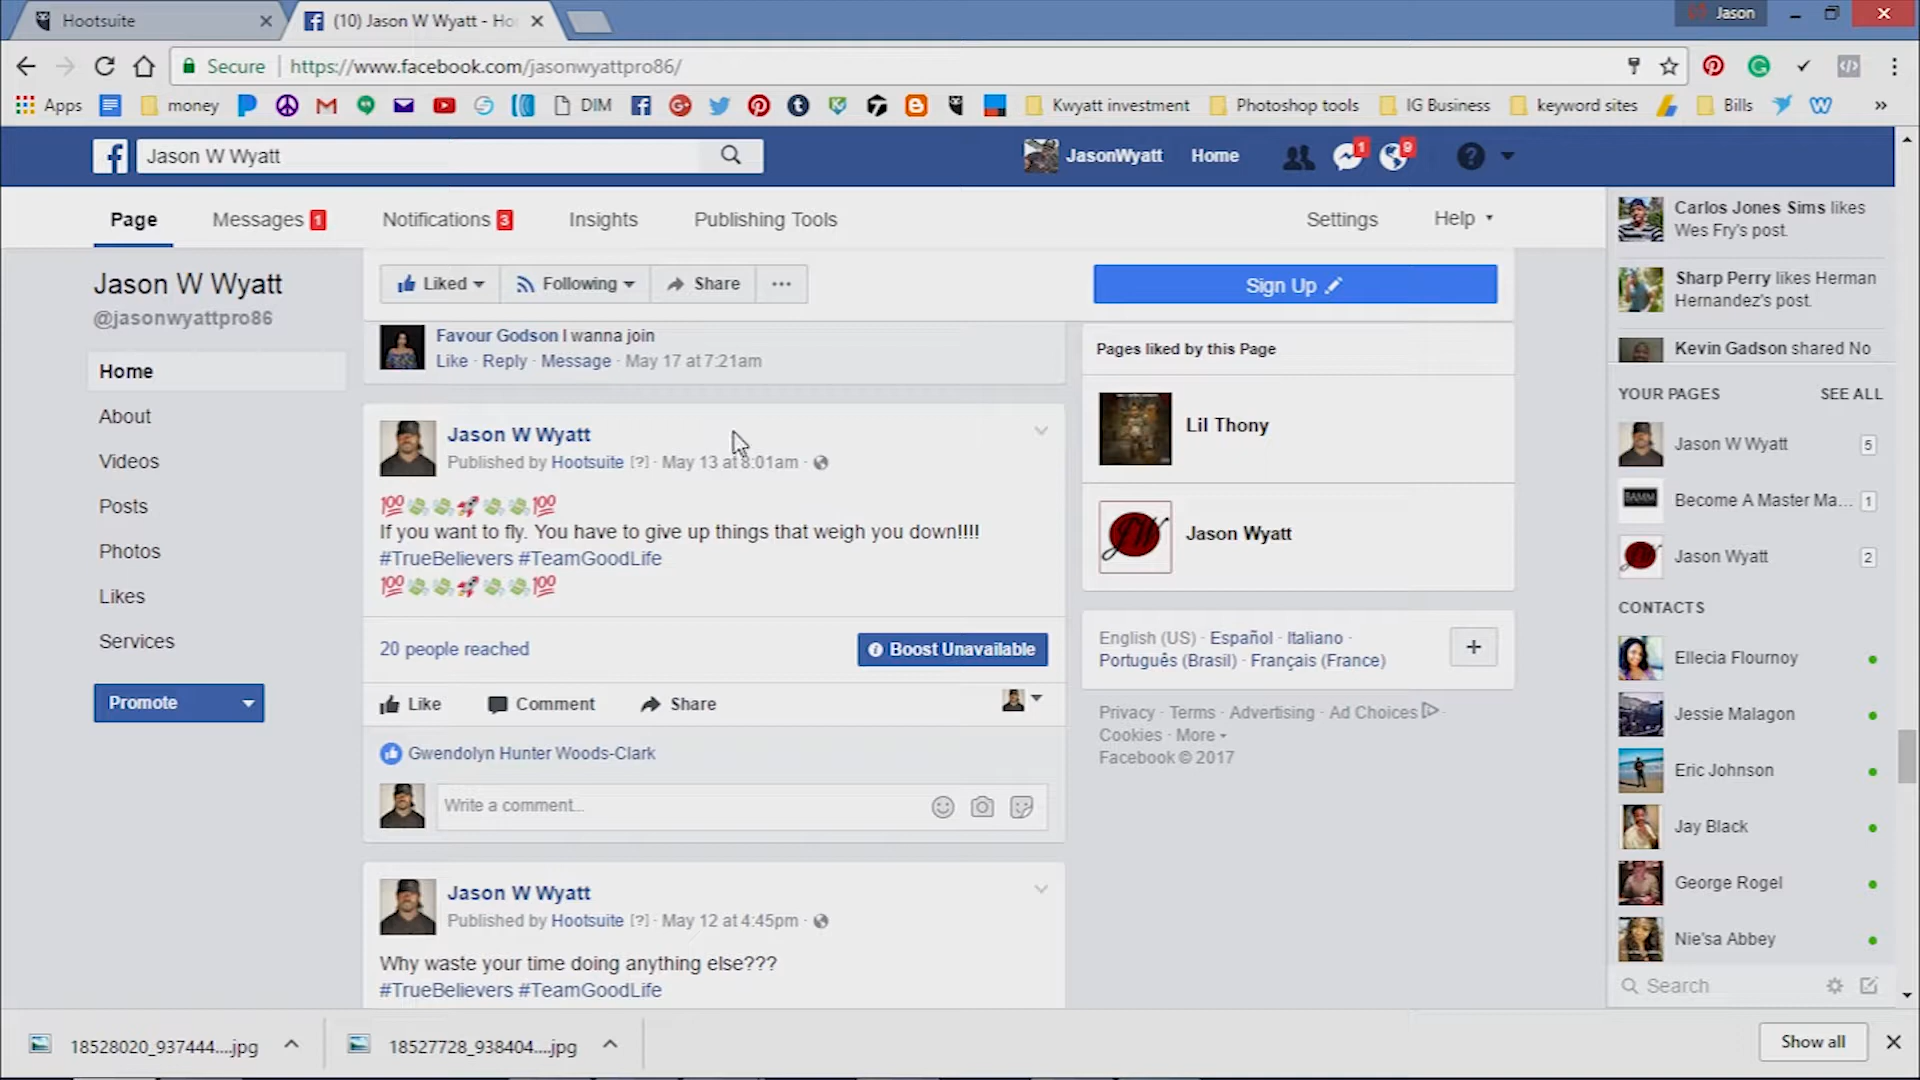 Hootsuite
(10) Jason W Wyatt - Ho
Jason
Secure
https://www.facebook.com/jasonwyattpro86/
Apps
money
DIM
Kwyatt investment
Photoshop tools
IG Business
keyword sites
Bills
»
Jason W Wyatt
JasonWyatt
Home
1
9
Page
Messages 1
Notifications 3
Insights
Publishing Tools
Settings
Help
Jason W Wyatt
@jasonwyattpro86
Home
About
Videos
Posts
Photos
Likes
Services
Promote
Liked
Following
Share
...
Sign Up
Favour Godson I wanna join
Like · Reply · Message · May 17 at 7:21am
Jason W Wyatt
Published by Hootsuite [?] · May 13 at 8:01am ·
💯💸💸🚀💸💸💯
If you want to fly. You have to give up things that weigh you down!!!!
#TrueBelievers #TeamGoodLife
💯💸💸🚀💸💸💯
20 people reached
Boost Unavailable
Like
Comment
Share
Gwendolyn Hunter Woods-Clark
Write a comment...
Jason W Wyatt
Published by Hootsuite [?] · May 12 at 4:45pm ·
Why waste your time doing anything else???
#TrueBelievers #TeamGoodLife
Pages liked by this Page
Lil Thony
Jason Wyatt
English (US) · Español · Italiano ·
Português (Brasil) · Français (France)
+
Privacy · Terms · Advertising · Ad Choices ·
Cookies · More
Facebook © 2017
Carlos Jones Sims likes
Wes Fry's post.
Sharp Perry likes Herman
Hernandez's post.
Kevin Gadson shared No
YOUR PAGES
SEE ALL
Jason W Wyatt
5
BAMM
Become A Master Ma...
1
Jason Wyatt
2
CONTACTS
Ellecia Flournoy
Jessie Malagon
Eric Johnson
Jay Black
George Rogel
Nie'sa Abbey
Search
18528020_937444....jpg
18527728_938404....jpg
Show all